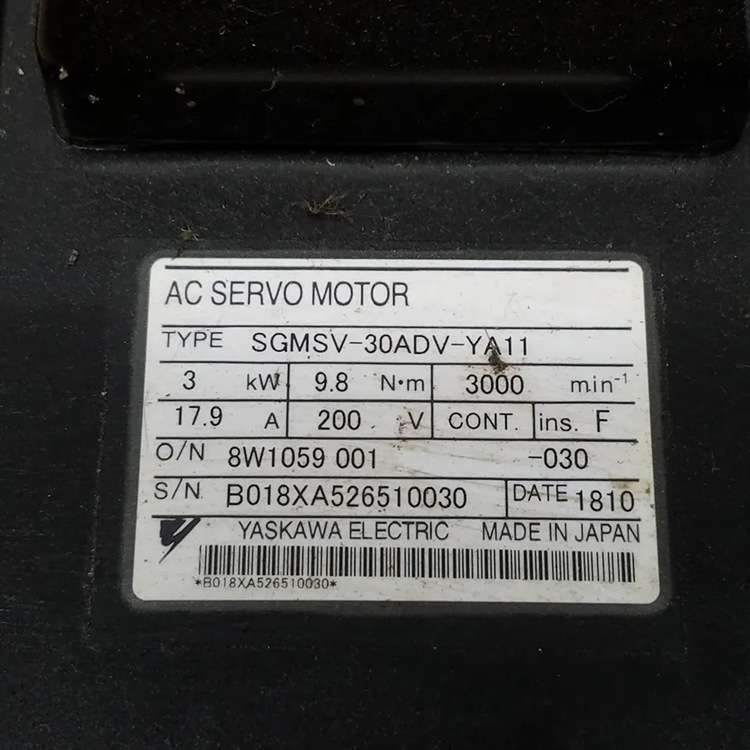 AC SERVO MOTOR
TYPE SGMSV-30ADV-YA11
3 kW 9.8 N·m 3000 min⁻¹
17.9 A 200 V CONT. ins. F
O/N 8W1059 001 -030
S/N B018XA526510030 DATE 1810
YASKAWA ELECTRIC MADE IN JAPAN
*B018XA526510030*